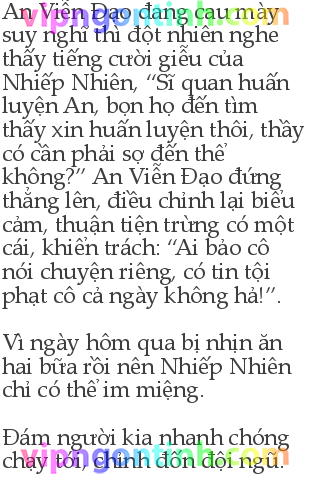 An Viễn Đạo đang cau mày
suy nghĩ thì đột nhiên nghe
thấy tiếng cười giễu của
Nhiếp Nhiên, “Sĩ quan huấn
luyện An, bọn họ đến tìm
thấy xin huấn luyện thôi, thầy
có cần phải sợ đến thế
không?” An Viễn Đạo đứng
thẳng lên, điều chỉnh lại biểu
cảm, thuận tiện trừng cô một
cái, khiển trách: “Ai bảo cô
nói chuyện riêng, có tin tội
phạt cô cả ngày không hả!”.
Vì ngày hôm qua bị nhịn ăn
hai bữa rồi nên Nhiếp Nhiên
chỉ có thể im miệng.
Đám người kia nhanh chóng
chạy tới, chỉnh đốn đội ngũ.
vipngontinh.com
vipngontinh.com